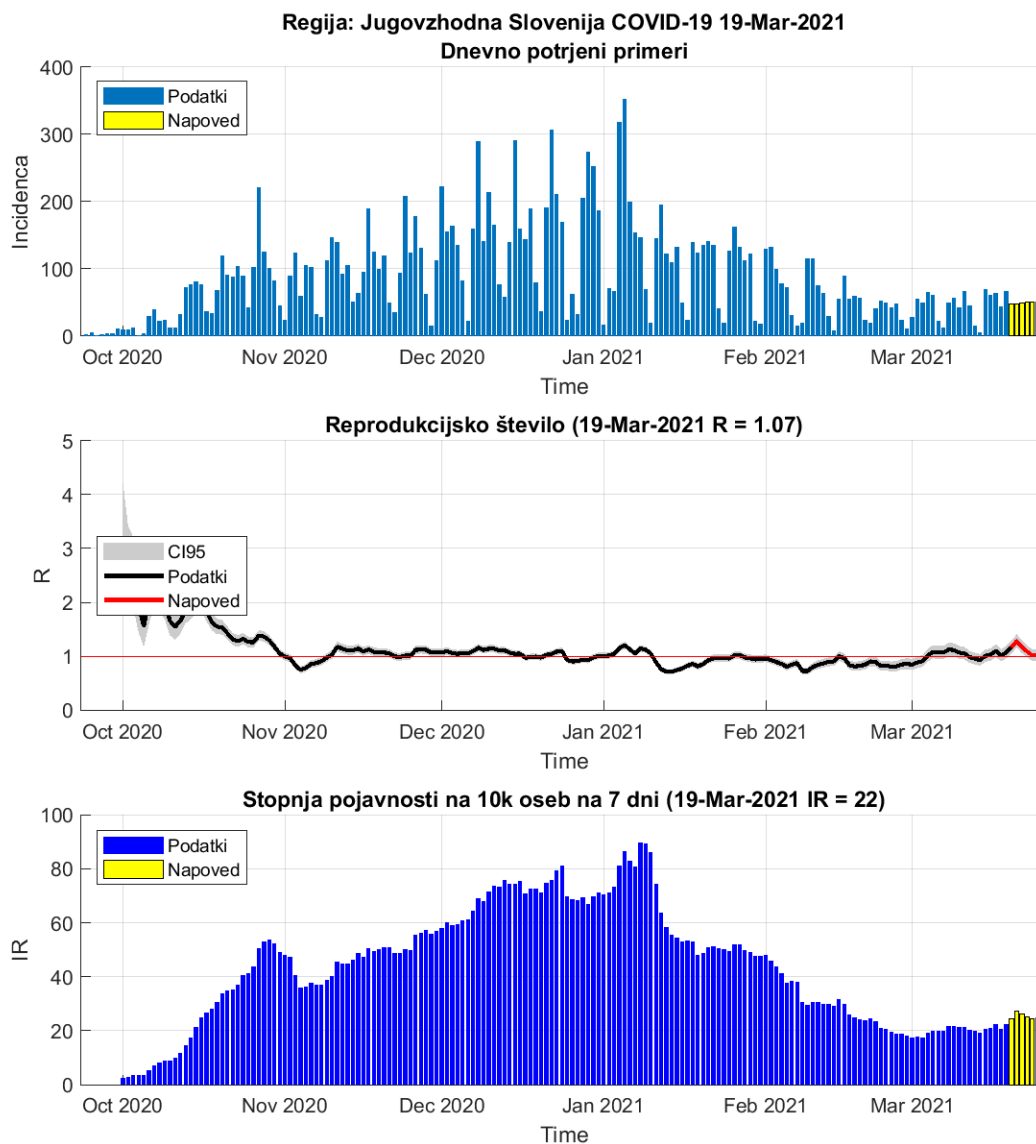 Regija: Jugovzhodna Slovenija COVID-19 19-Mar-2021
Dnevno potrjeni primeri
400
300
200
100
0
Incidenca
Podatki
Napoved
Oct 2020 Nov 2020 Dec 2020 Jan 2021 Feb 2021 Mar 2021
Time
Reprodukcijsko število (19-Mar-2021 R = 1.07)
5
4
3
2
1
0
R
CI95
Podatki
Napoved
Oct 2020 Nov 2020 Dec 2020 Jan 2021 Feb 2021 Mar 2021
Time
Stopnja pojavnosti na 10k oseb na 7 dni (19-Mar-2021 IR = 22)
100
80
60
40
20
0
IR
Podatki
Napoved
Oct 2020 Nov 2020 Dec 2020 Jan 2021 Feb 2021 Mar 2021
Time